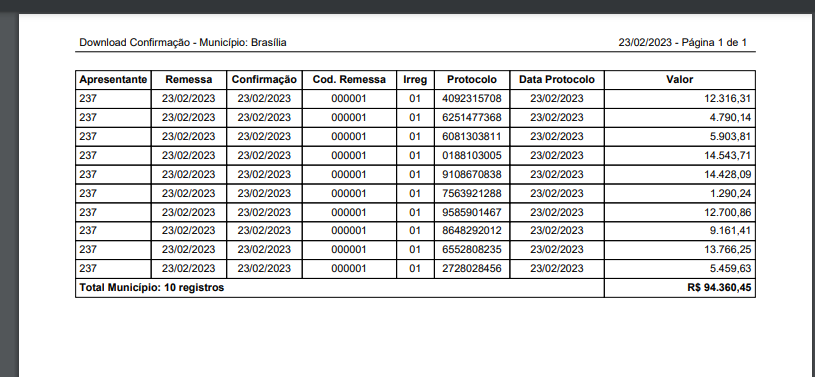 Download Confirmação - Município: Brasília 23/02/2023 - Página 1 de 1
Apresentante Remessa Confirmação Cod. Remessa Irreg Protocolo Data Protocolo Valor
237 23/02/2023 23/02/2023 000001 01 4092315708 23/02/2023 12.316,31
237 23/02/2023 23/02/2023 000001 01 6251477368 23/02/2023 4.790,14
237 23/02/2023 23/02/2023 000001 01 6081303811 23/02/2023 5.903,81
237 23/02/2023 23/02/2023 000001 01 0188103005 23/02/2023 14.543,71
237 23/02/2023 23/02/2023 000001 01 9108670838 23/02/2023 14.428,09
237 23/02/2023 23/02/2023 000001 01 7563921288 23/02/2023 1.290,24
237 23/02/2023 23/02/2023 000001 01 9585901467 23/02/2023 12.700,86
237 23/02/2023 23/02/2023 000001 01 8648292012 23/02/2023 9.161,41
237 23/02/2023 23/02/2023 000001 01 6552808235 23/02/2023 13.766,25
237 23/02/2023 23/02/2023 000001 01 2728028456 23/02/2023 5.459,63
Total Município: 10 registros R$ 94.360,45